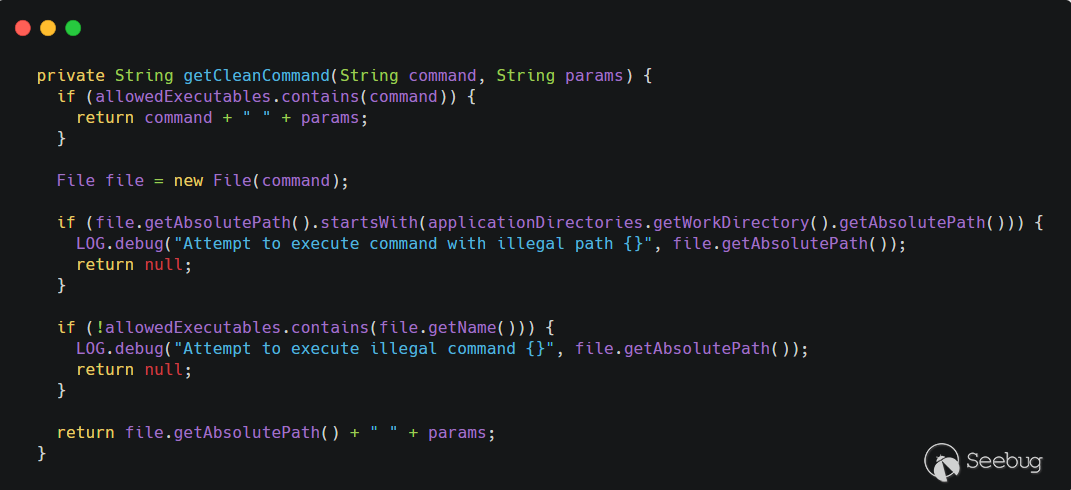 private String getCleanCommand(String command, String params) {
  if (allowedExecutables.contains(command)) {
    return command + " " + params;
  }

  File file = new File(command);

  if (file.getAbsolutePath().startsWith(applicationDirectories.getWorkDirectory().getAbsolutePath())) {
    LOG.debug("Attempt to execute command with illegal path {}", file.getAbsolutePath());
    return null;
  }

  if (!allowedExecutables.contains(file.getName())) {
    LOG.debug("Attempt to execute illegal command {}", file.getAbsolutePath());
    return null;
  }

  return file.getAbsolutePath() + " " + params;
}
Seebug